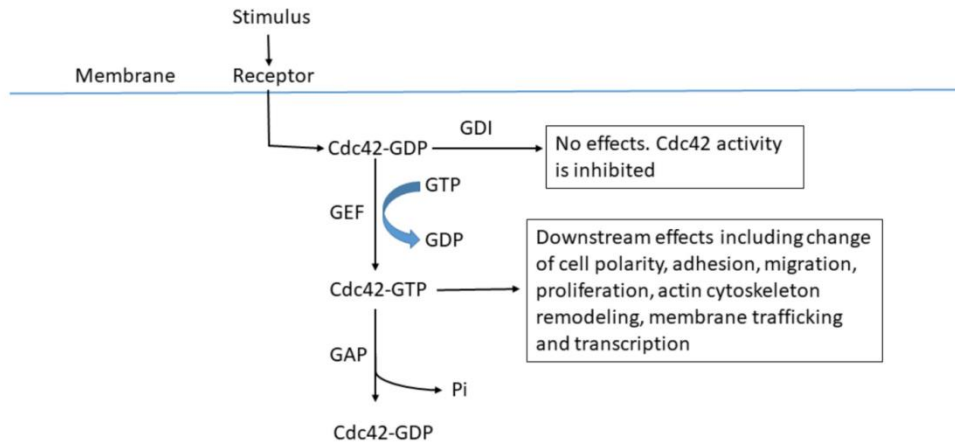 Stimulus
Membrane
Receptor
GDI
Cdc42-GDP
No effects. Cdc42 activity
is inhibited
GTP
GEF
GDP
Downstream effects including change
of cell polarity, adhesion, migration,
proliferation, actin cytoskeleton
remodeling, membrane trafficking
and transcription
Cdc42-GTP
GAP
Pi
Cdc42-GDP